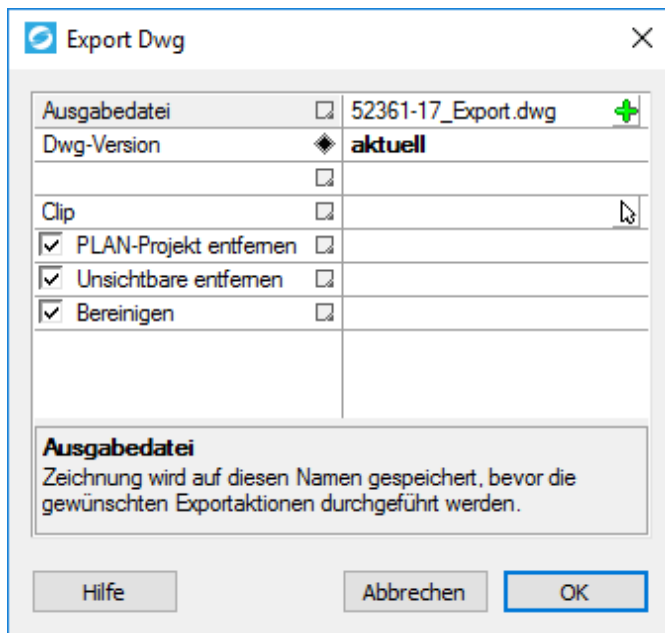 Export Dwg
Ausgabedatei 52361-17_Export.dwg
Dwg-Version aktuell
Clip
PLAN-Projekt entfernen
Unsichtbare entfernen
Bereinigen
Ausgabedatei
Zeichnung wird auf diesen Namen gespeichert, bevor die
gewünschten Exportaktionen durchgeführt werden.
Hilfe Abbrechen OK